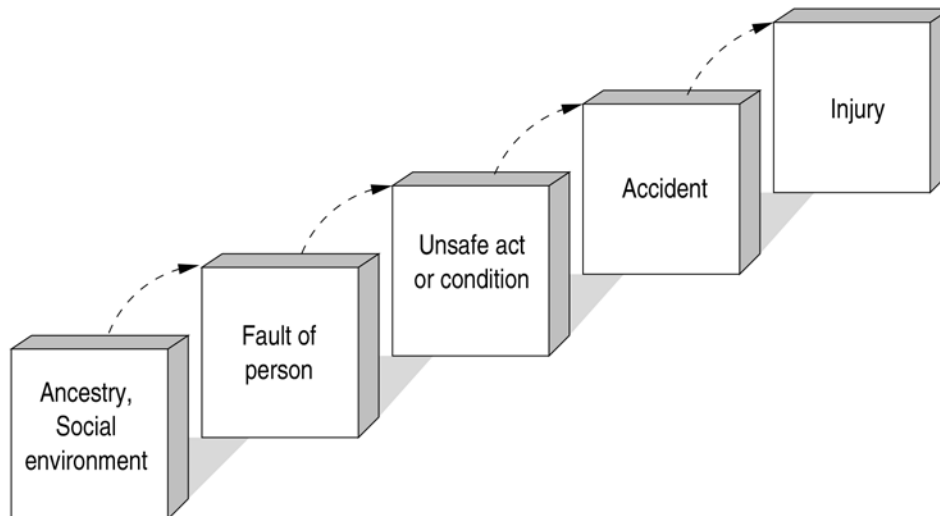 Ancestry,
Social
environment
Fault of
person
Unsafe act
or condition
Accident
Injury